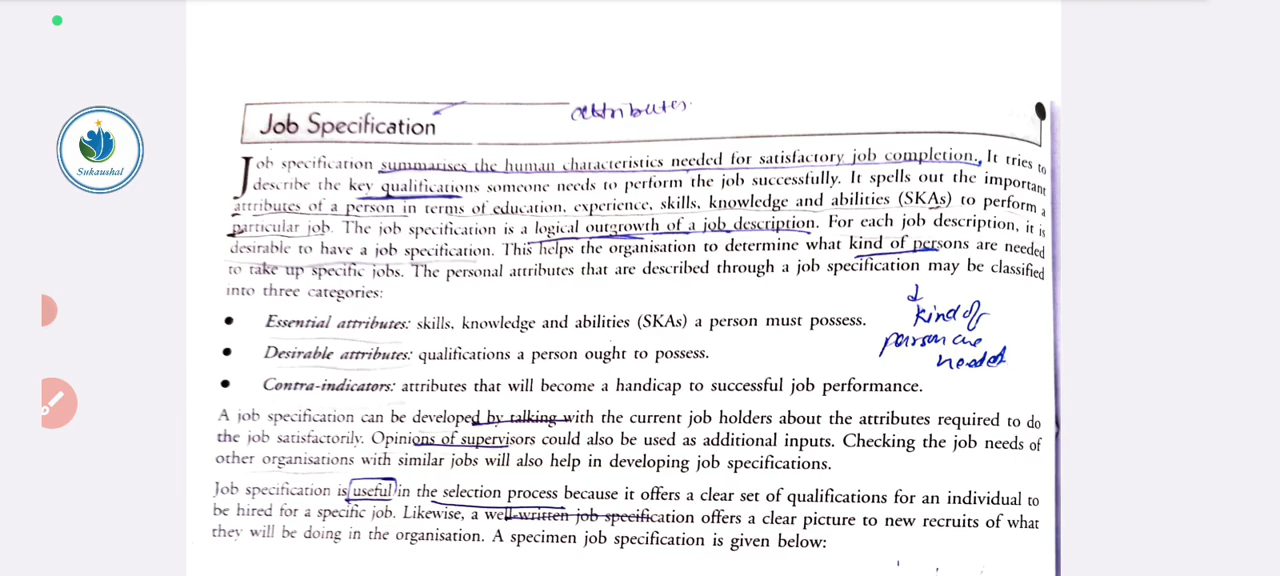 attributes.
Job Specification
Sukaushal
Job specification summarises the human characteristics needed for satisfactory job completion. It tries to
describe the key qualifications someone needs to perform the job successfully. It spells out the important
attributes of a person in terms of education, experience, skills, knowledge and abilities (SKAs) to perform a
particular job. The job specification is a logical outgrowth of a job description. For each job description, it is
desirable to have a job specification. This helps the organisation to determine what kind of persons are needed
to take up specific jobs. The personal attributes that are described through a job specification may be classified
into three categories:
• Essential attributes: skills, knowledge and abilities (SKAs) a person must possess.
• Desirable attributes: qualifications a person ought to possess.
• Contra-indicators: attributes that will become a handicap to successful job performance.
kind of
person are
needed
A job specification can be developed by talking with the current job holders about the attributes required to do
the job satisfactorily. Opinions of supervisors could also be used as additional inputs. Checking the job needs of
other organisations with similar jobs will also help in developing job specifications.
Job specification is useful in the selection process because it offers a clear set of qualifications for an individual to
be hired for a specific job. Likewise, a well-written job specification offers a clear picture to new recruits of what
they will be doing in the organisation. A specimen job specification is given below: